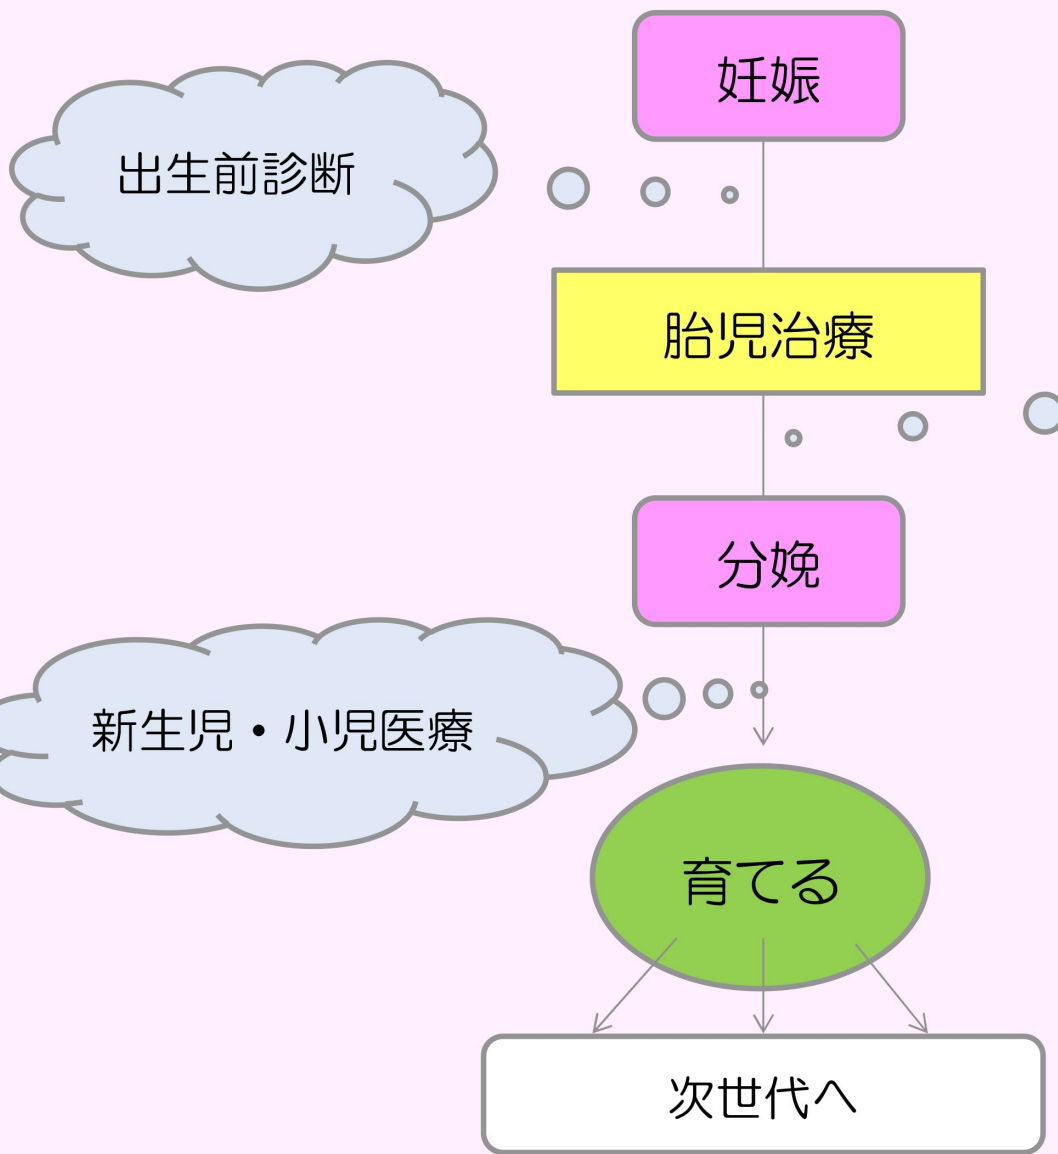 妊娠
出生前診断
胎児治療
分娩
新生児・小児医療
育てる
次世代へ